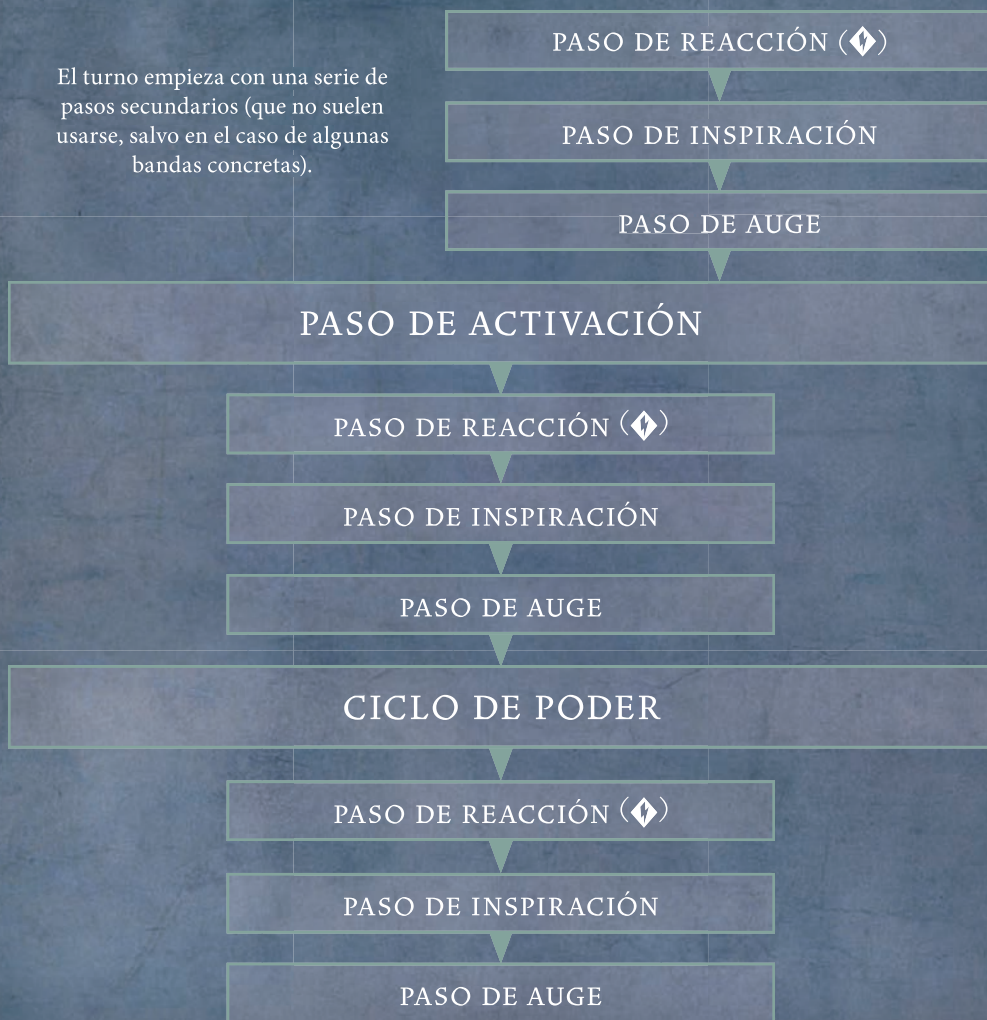 El turno empieza con una serie de
pasos secundarios (que no suelen
usarse, salvo en el caso de algunas
bandas concretas).
PASO DE REACCIÓN ()
PASO DE INSPIRACIÓN
PASO DE AUGE
PASO DE ACTIVACIÓN
PASO DE REACCIÓN ()
PASO DE INSPIRACIÓN
PASO DE AUGE
CICLO DE PODER
PASO DE REACCIÓN ()
PASO DE INSPIRACIÓN
PASO DE AUGE